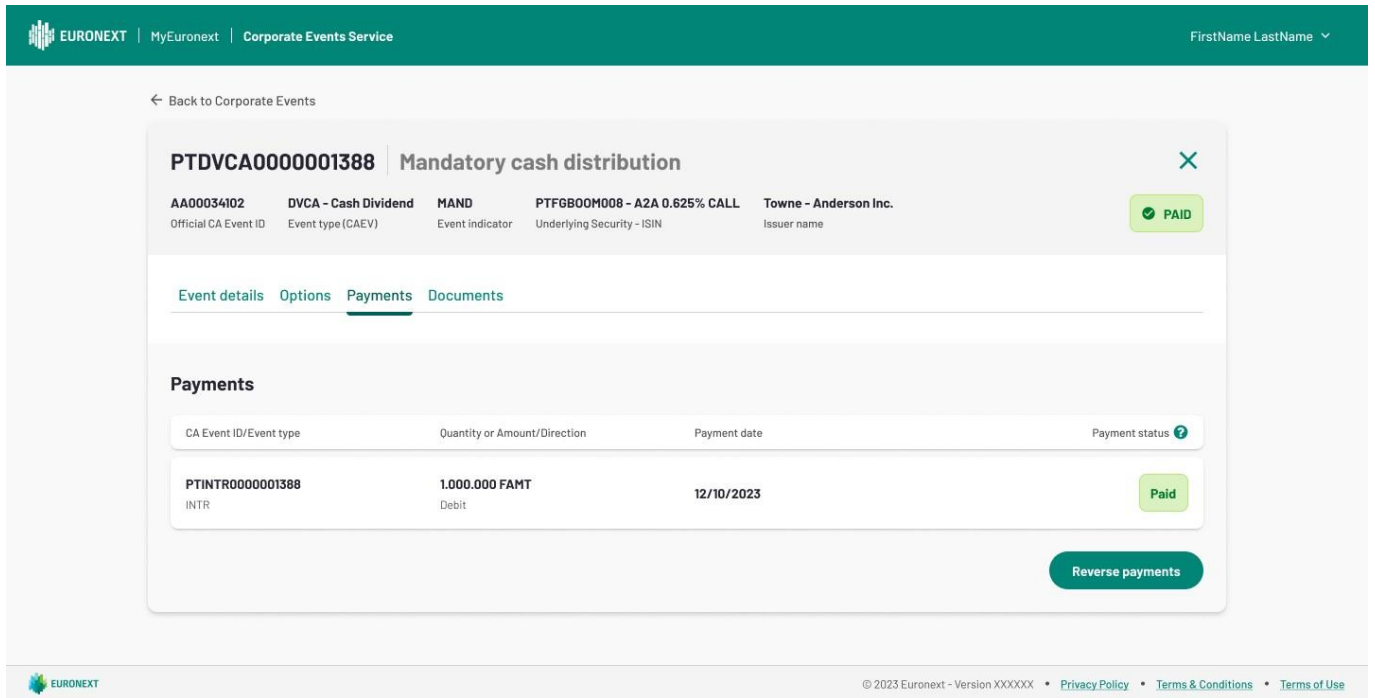 EURONEXT | MyEuronext | Corporate Events Service FirstName LastName
← Back to Corporate Events
PTDVCA0000001388 Mandatory cash distribution
AA00034102 DVCA - Cash Dividend MAND PTFGBOOM008 - A2A 0.625% CALL Towne - Anderson Inc.
Official CA Event ID Event type (CAEV) Event indicator Underlying Security - ISIN Issuer name
PAID
Event details Options Payments Documents
Payments
CA Event ID/Event type Quantity or Amount/Direction Payment date Payment status ?
PTINTR0000001388 1.000.000 FAMT 12/10/2023 Paid
INTR Debit
Reverse payments
EURONEXT © 2023 Euronext - Version XXXXXX • Privacy Policy • Terms & Conditions • Terms of Use